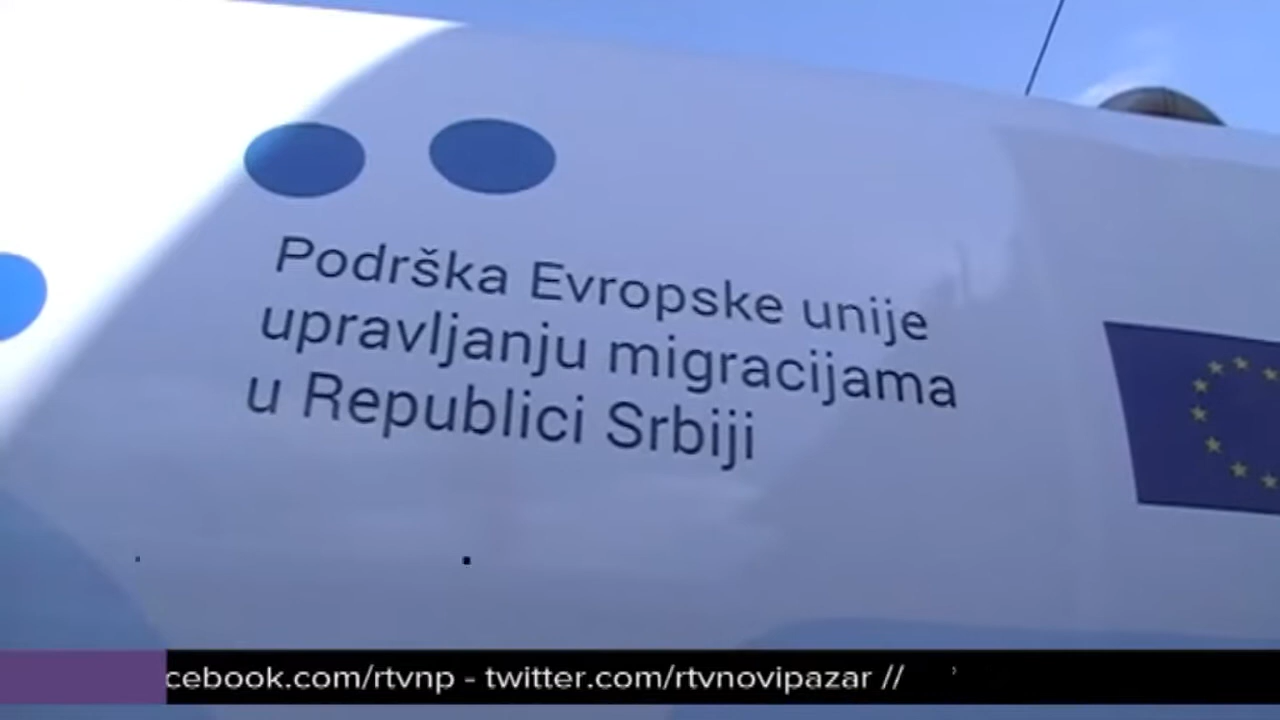 Podrška Evropske unije
upravljanju migracijama
u Republici Srbiji
cebook.com/rtvnp - twitter.com/rtvnovipazar //